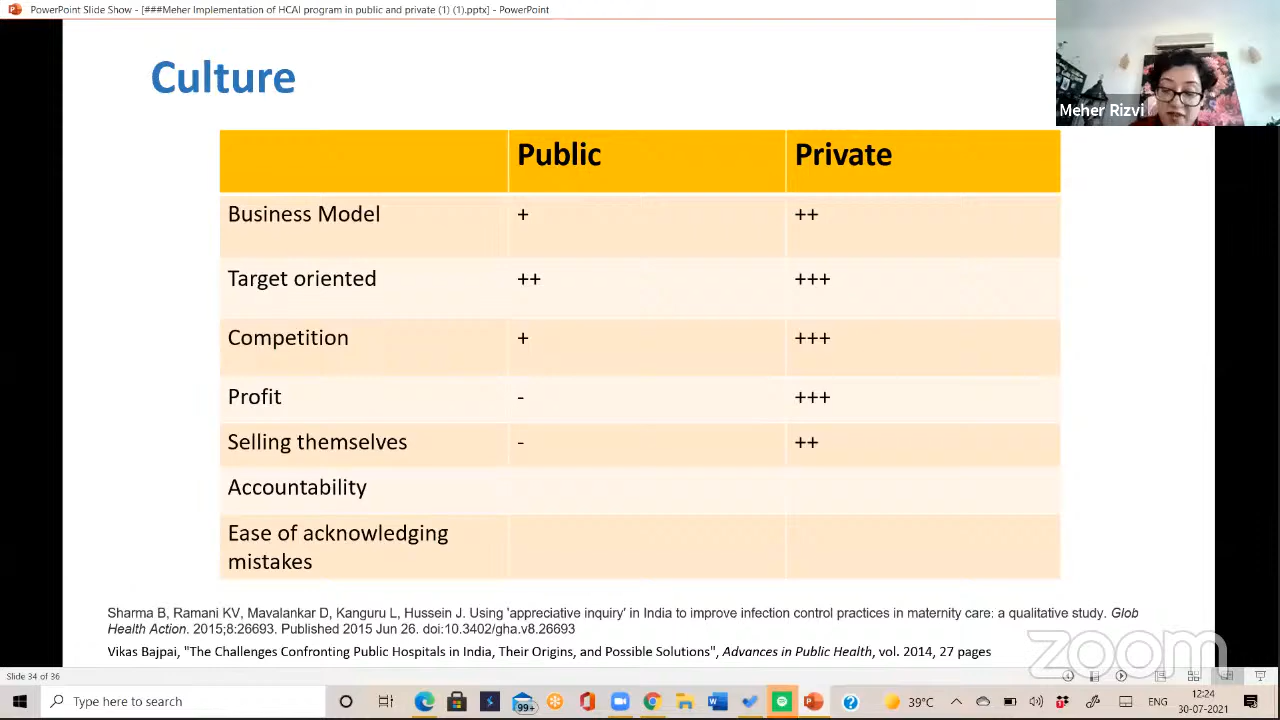 PowerPoint Slide Show - [###Meher Implementation of HCAI program in public and private (1) (1).pptx] - PowerPoint
Meher Rizvi
Culture
Public Private
Business Model + ++
Target oriented ++ +++
Competition + +++
Profit - +++
Selling themselves - ++
Accountability
Ease of acknowledging
mistakes
Sharma B, Ramani KV, Mavalankar D, Kanguru L, Hussein J. Using 'appreciative inquiry' in India to improve infection control practices in maternity care: a qualitative study. Glob
Health Action. 2015;8:26693. Published 2015 Jun 26. doi:10.3402/gha.v8.26693
Vikas Bajpai, "The Challenges Confronting Public Hospitals in India, Their Origins, and Possible Solutions", Advances in Public Health, vol. 2014, 27 pages
zoom
Slide 34 of 36
Type here to search
99+
39°C
12:24
30-07-2021